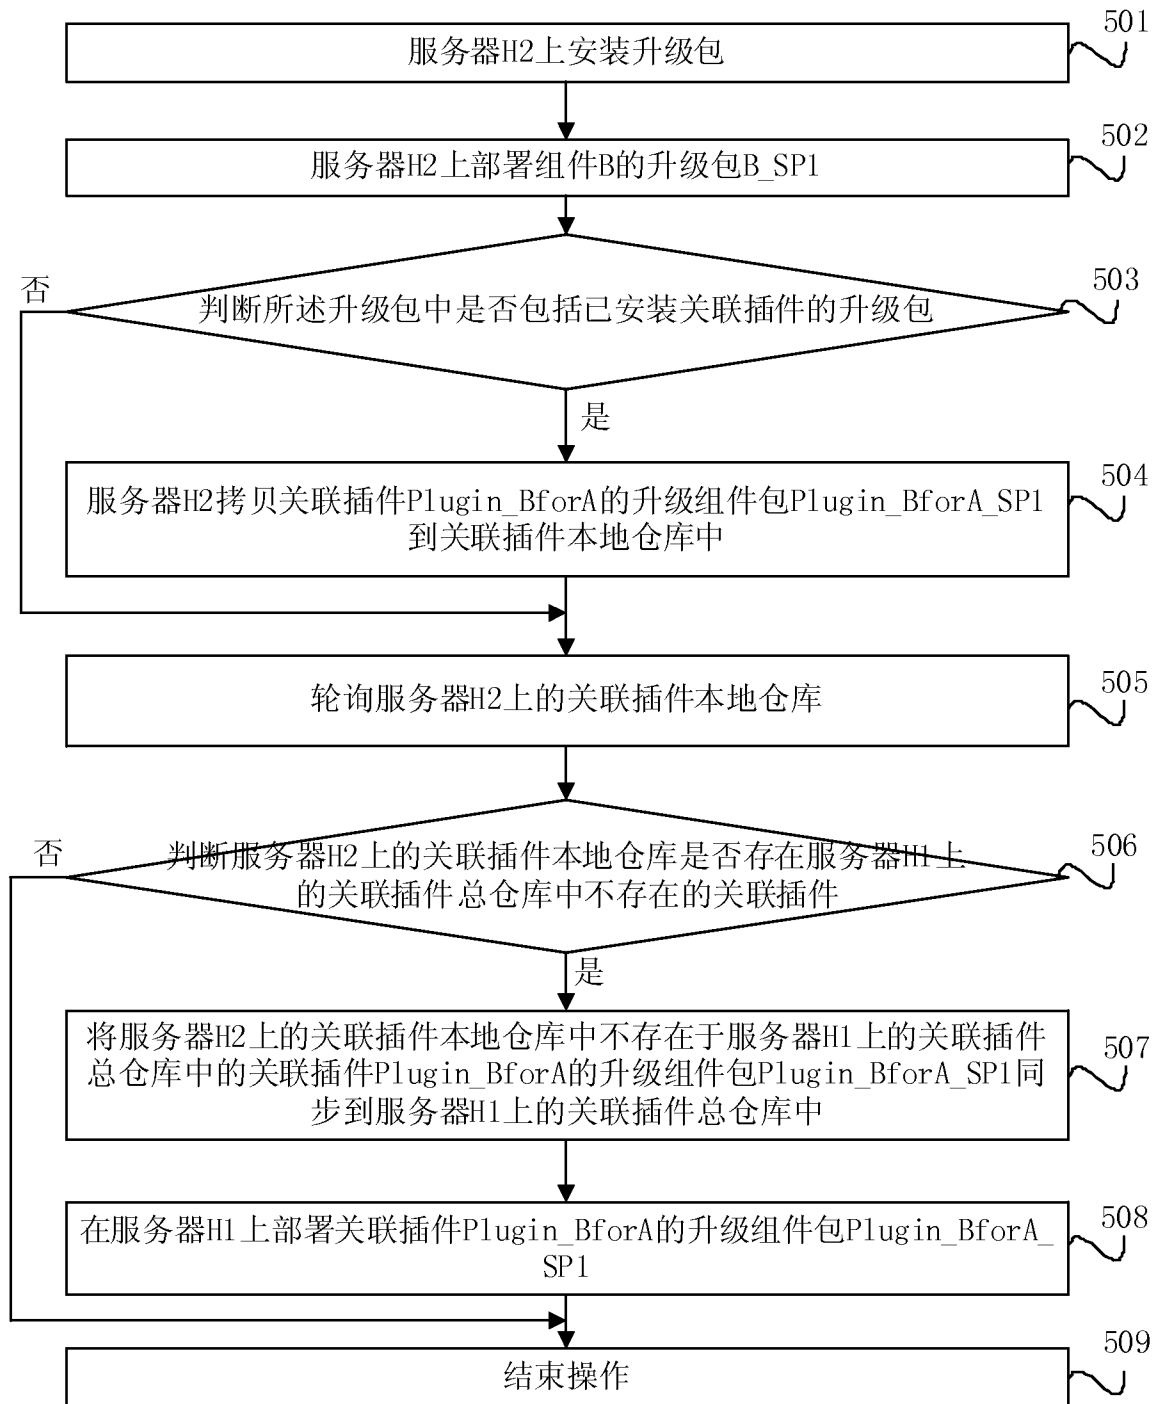 服务器H2上安装升级包
501
服务器H2上部署组件B的升级包B_SP1
502
否
判断所述升级包中是否包括已安装关联插件的升级包
503
是
服务器H2拷贝关联插件Plugin_BforA的升级组件包Plugin_BforA_SP1
到关联插件本地仓库中
504
轮询服务器H2上的关联插件本地仓库
505
否
判断服务器H2上的关联插件本地仓库是否存在服务器H1上
的关联插件总仓库中不存在的关联插件
506
是
将服务器H2上的关联插件本地仓库中不存在于服务器H1上的关联插件
总仓库中的关联插件Plugin_BforA的升级组件包Plugin_BforA_SP1同
步到服务器H1上的关联插件总仓库中
507
在服务器H1上部署关联插件Plugin_BforA的升级组件包Plugin_BforA_
SP1
508
结束操作
509